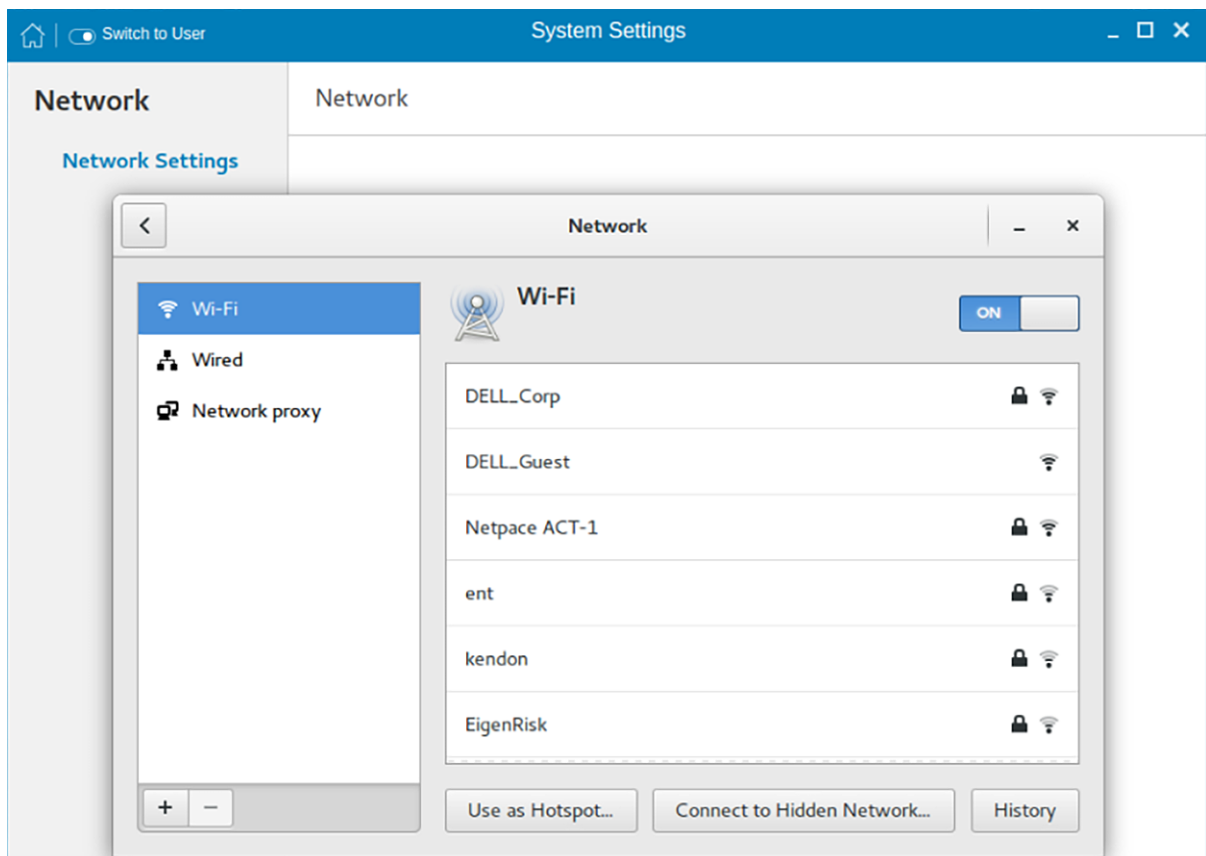 Switch to User
System Settings
Network
Network
Network Settings
Network
Wi-Fi
Wired
Network proxy
Wi-Fi
ON
DELL_Corp
DELL_Guest
Netpace ACT-1
ent
kendon
EigenRisk
Use as Hotspot...
Connect to Hidden Network...
History